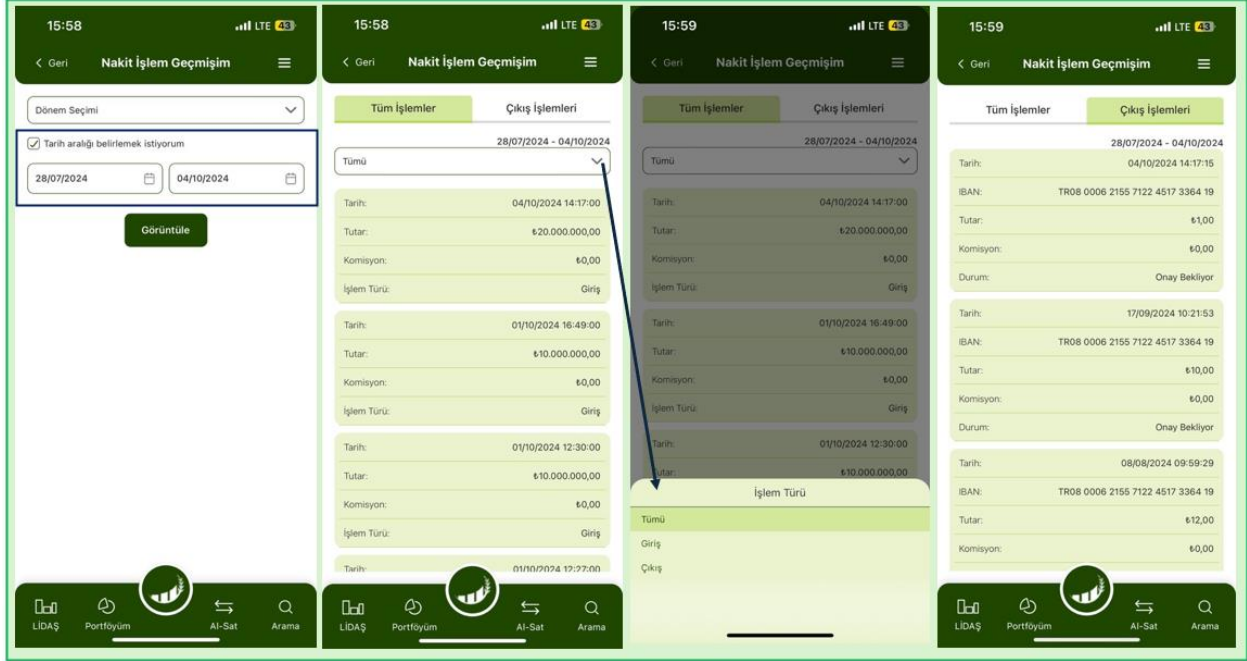 15:58
LTE 43
Geri
Nakit İşlem Geçmişim
Dönem Seçimi
Tarih aralığı belirlemek istiyorum
28/07/2024
04/10/2024
Görüntüle
LİDAŞ
Portföyüm
Al-Sat
Arama
15:58
LTE 43
Geri
Nakit İşlem Geçmişim
Tüm İşlemler
Çıkış İşlemleri
28/07/2024 - 04/10/2024
Tümü
Tarih: 04/10/2024 14:17:00
Tutar: ₺20.000.000,00
Komisyon: ₺0,00
İşlem Türü: Giriş
Tarih: 01/10/2024 16:49:00
Tutar: ₺10.000.000,00
Komisyon: ₺0,00
İşlem Türü: Giriş
Tarih: 01/10/2024 12:30:00
Tutar: ₺10.000.000,00
Komisyon: ₺0,00
İşlem Türü: Giriş
Tarih: 01/10/2024 12:27:00
LİDAŞ
Portföyüm
Al-Sat
Arama
15:59
LTE 43
Geri
Nakit İşlem Geçmişim
Tüm İşlemler
Çıkış İşlemleri
28/07/2024 - 04/10/2024
Tümü
Tarih: 04/10/2024 14:17:00
Tutar: ₺20.000.000,00
Komisyon: ₺0,00
İşlem Türü: Giriş
Tarih: 01/10/2024 16:49:00
Tutar: ₺10.000.000,00
Komisyon: ₺0,00
İşlem Türü: Giriş
Tarih: 01/10/2024 12:30:00
Tutar: ₺10.000.000,00
İşlem Türü
Tümü
Giriş
Çıkış
15:59
LTE 43
Geri
Nakit İşlem Geçmişim
Tüm İşlemler
Çıkış İşlemleri
28/07/2024 - 04/10/2024
Tarih: 04/10/2024 14:17:15
IBAN: TR08 0006 2155 7122 4517 3364 19
Tutar: ₺1,00
Komisyon: ₺0,00
Durum: Onay Bekliyor
Tarih: 17/09/2024 10:21:53
IBAN: TR08 0006 2155 7122 4517 3364 19
Tutar: ₺10,00
Komisyon: ₺0,00
Durum: Onay Bekliyor
Tarih: 08/08/2024 09:59:29
IBAN: TR08 0006 2155 7122 4517 3364 19
Tutar: ₺12,00
Komisyon: ₺0,00
LİDAŞ
Portföyüm
Al-Sat
Arama